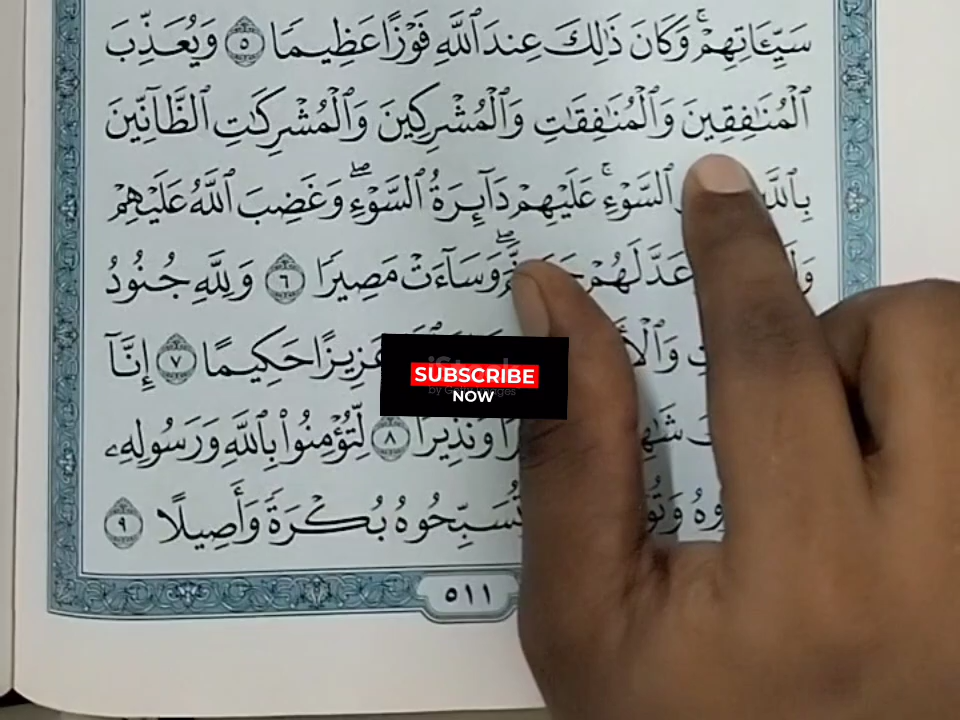 سَيِّـَٔاتِهِمْۚ وَكَانَ ذَٰلِكَ عِندَ ٱللَّهِ فَوْزًا عَظِيمًا ٥ وَيُعَذِّبَ
ٱلْمُنَٰفِقِينَ وَٱلْمُنَٰفِقَٰتِ وَٱلْمُشْرِكِينَ وَٱلْمُشْرِكَٰتِ ٱلظَّآنِّينَ
بِٱللَّهِ ٱلسَّوْءِۚ عَلَيْهِمْ دَآئِرَةُ ٱلسَّوْءِۖ وَغَضِبَ ٱللَّهُ عَلَيْهِمْ
عَدَّ لَهُمْ وَسَآءَتْ مَصِيرًا ٦ وَلِلَّهِ جُنُودُ
عَزِيزًا حَكِيمًا ٧ إِنَّآ
وَنَذِيرًا ٨ لِّتُؤْمِنُوا۟ بِٱللَّهِ وَرَسُولِهِۦ
تُسَبِّحُوهُ بُكْرَةً وَأَصِيلًا ٩
٥١١
SUBSCRIBE
NOW